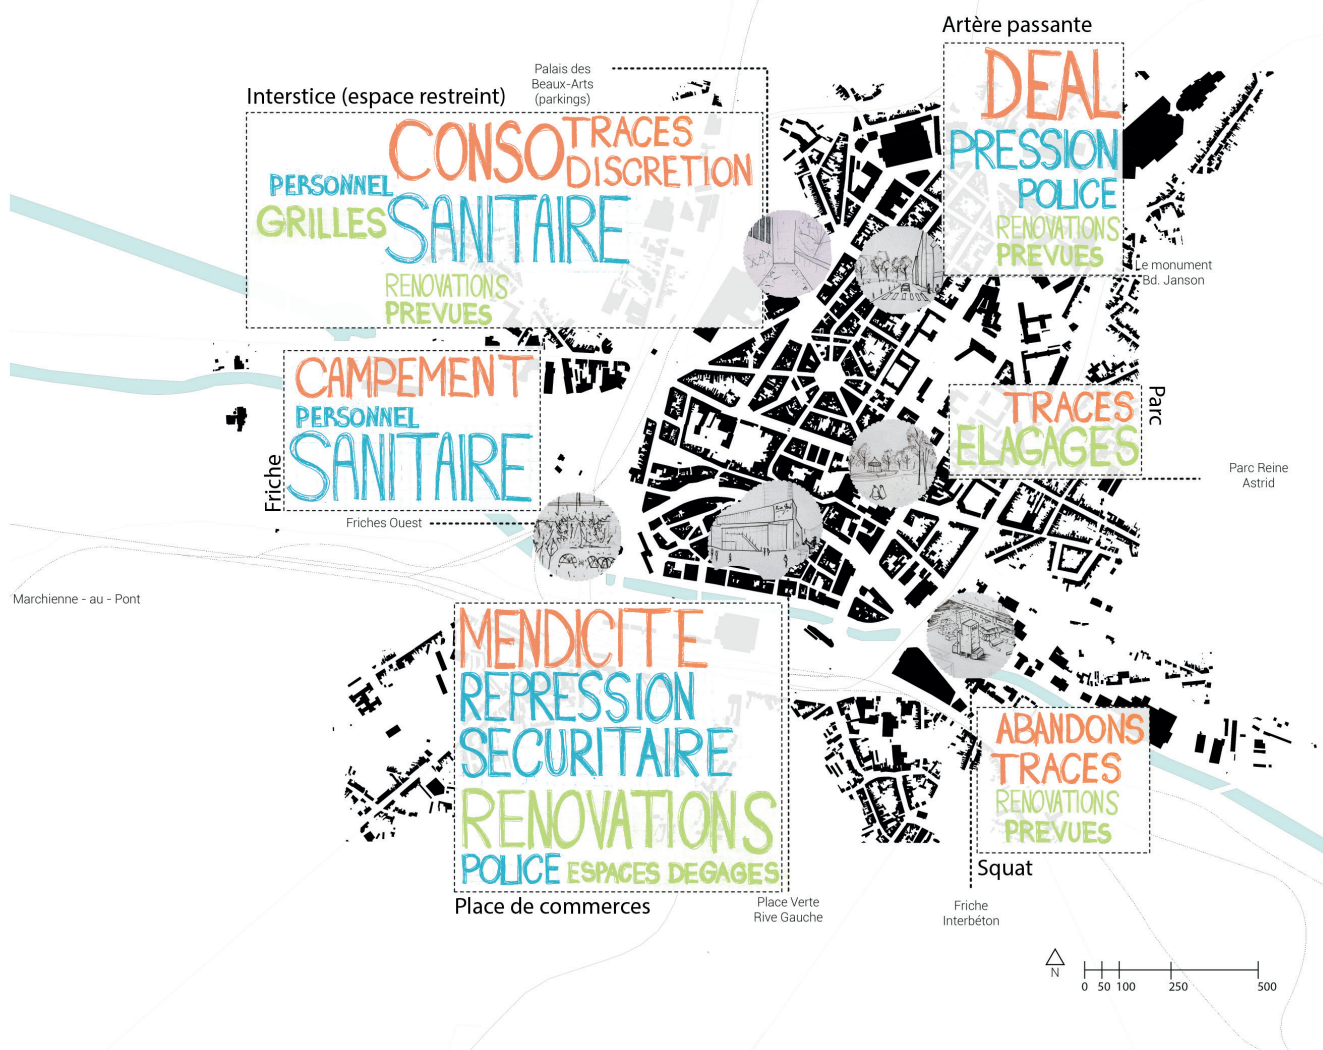 Artère passante
DEAL
PRESSION
POLICE
RENOVATIONS
PREVUES
Le monument
Bd. Janson
Palais des
Beaux-Arts
(parkings)
Interstice (espace restreint)
CONSO TRACES
DISCRETION
PERSONNEL
GRILLES SANITAIRE
RENOVATIONS
PREVUES
CAMPEMENT
PERSONNEL
SANITAIRE
Friche
Friches Ouest
TRACES
ELAGAGES
Parc
Parc Reine
Astrid
Marchienne - au - Pont
MENDICITE
REPRESSION
SECURITAIRE
RENOVATIONS
POLICE ESPACES DEGAGES
Place de commerces
Place Verte
Rive Gauche
ABANDONS
TRACES
RENOVATIONS
PREVUES
Squat
Friche
Interbéton
N
0 50 100 250 500